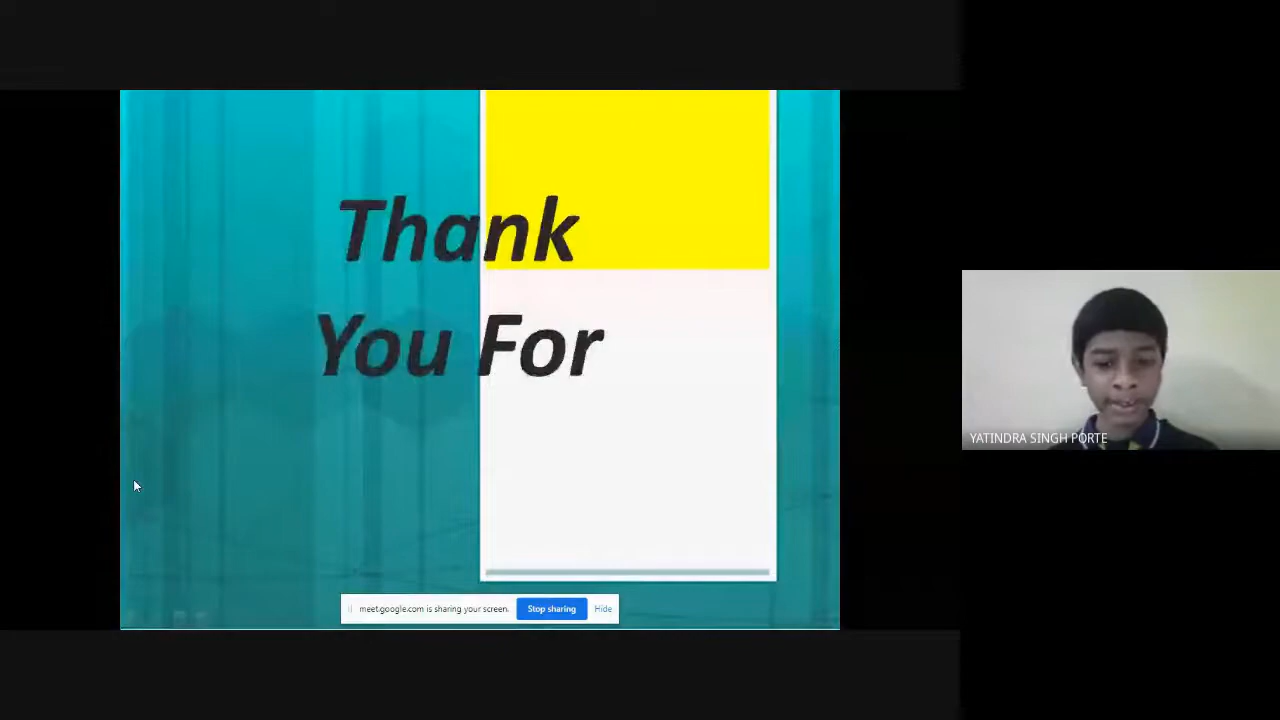 Thank
You For
YATINDRA SINGH PORTE
meet.google.com is sharing your screen.
Stop sharing
Hide